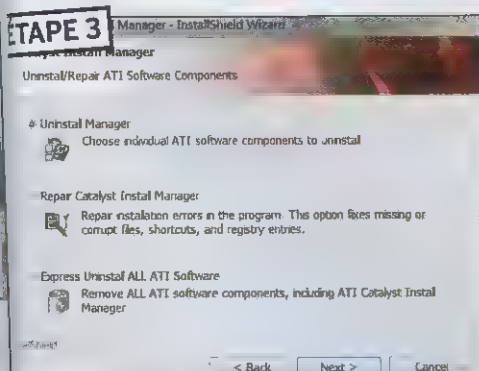 ÉTAPE 3
Manager - InstallShield Wizard
Install Manager
Uninstall/Repair ATI Software Components
Uninstall Manager
Choose individual ATI software components to uninstall
Repair Catalyst Install Manager
Repair installation errors in the program. This option fixes missing or
corrupt files, shortcuts, and registry entries.
Express Uninstall ALL ATI Software
Remove ALL ATI software components, including ATI Catalyst Install
Manager
< Back
Next >
Cancel